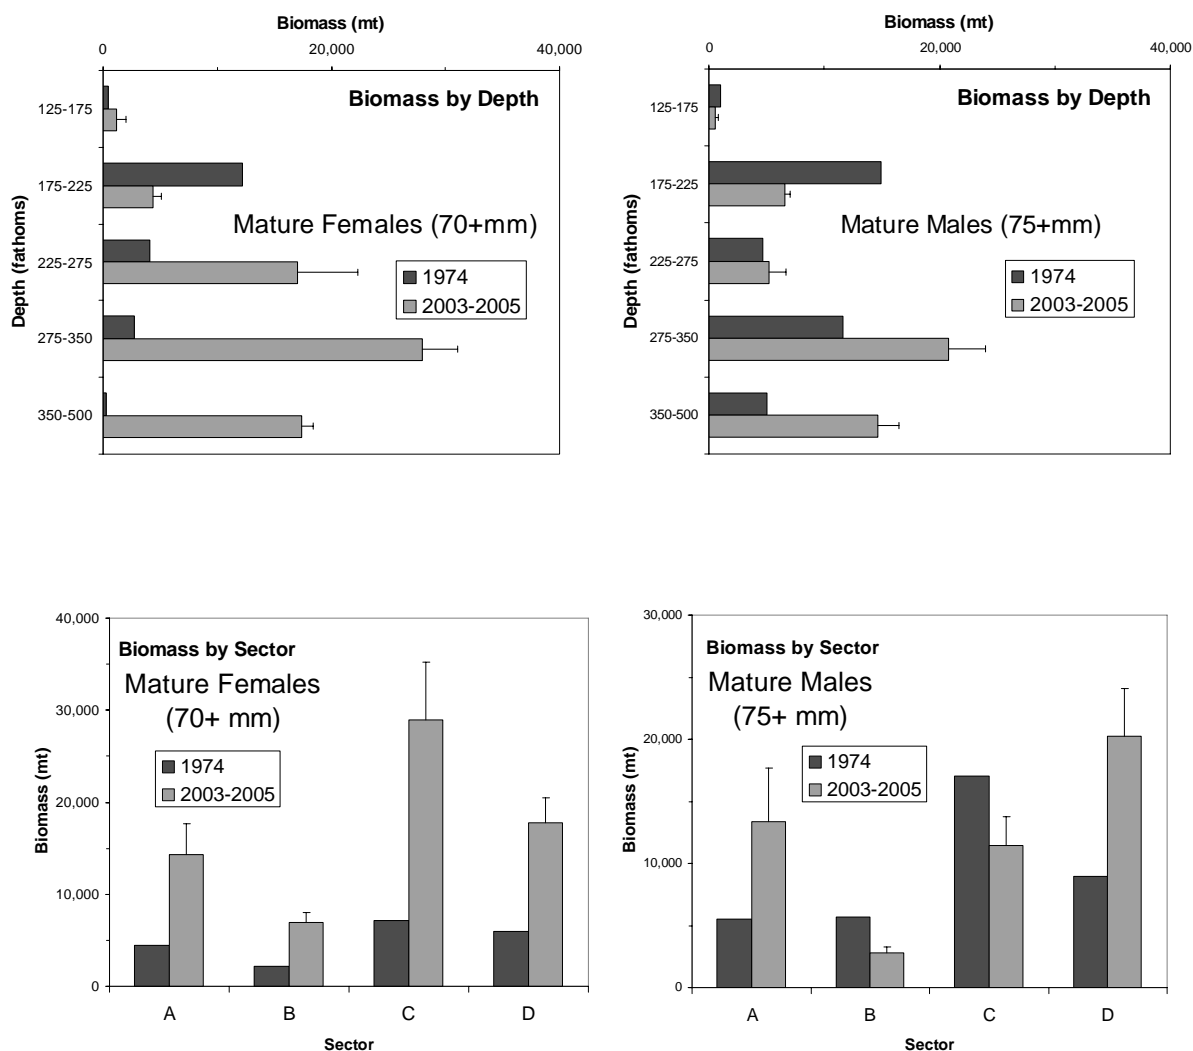 Biomass (mt)
0 20,000 40,000
Biomass by Depth
125-175
175-225
Mature Females (70+mm)
225-275
1974
2003-2005
275-350
350-500
Depth (fathoms)
Biomass (mt)
0 20,000 40,000
Biomass by Depth
125-175
175-225
Mature Males (75+mm)
225-275
1974
2003-2005
275-350
350-500
Depth (fathoms)
40,000
Biomass by Sector
Mature Females
(70+ mm)
30,000
1974
2003-2005
20,000
10,000
0
Biomass (mt)
A B C D
Sector
30,000
Biomass by Sector
Mature Males
(75+ mm)
20,000
1974
2003-2005
10,000
0
Biomass (mt)
A B C D
Sector